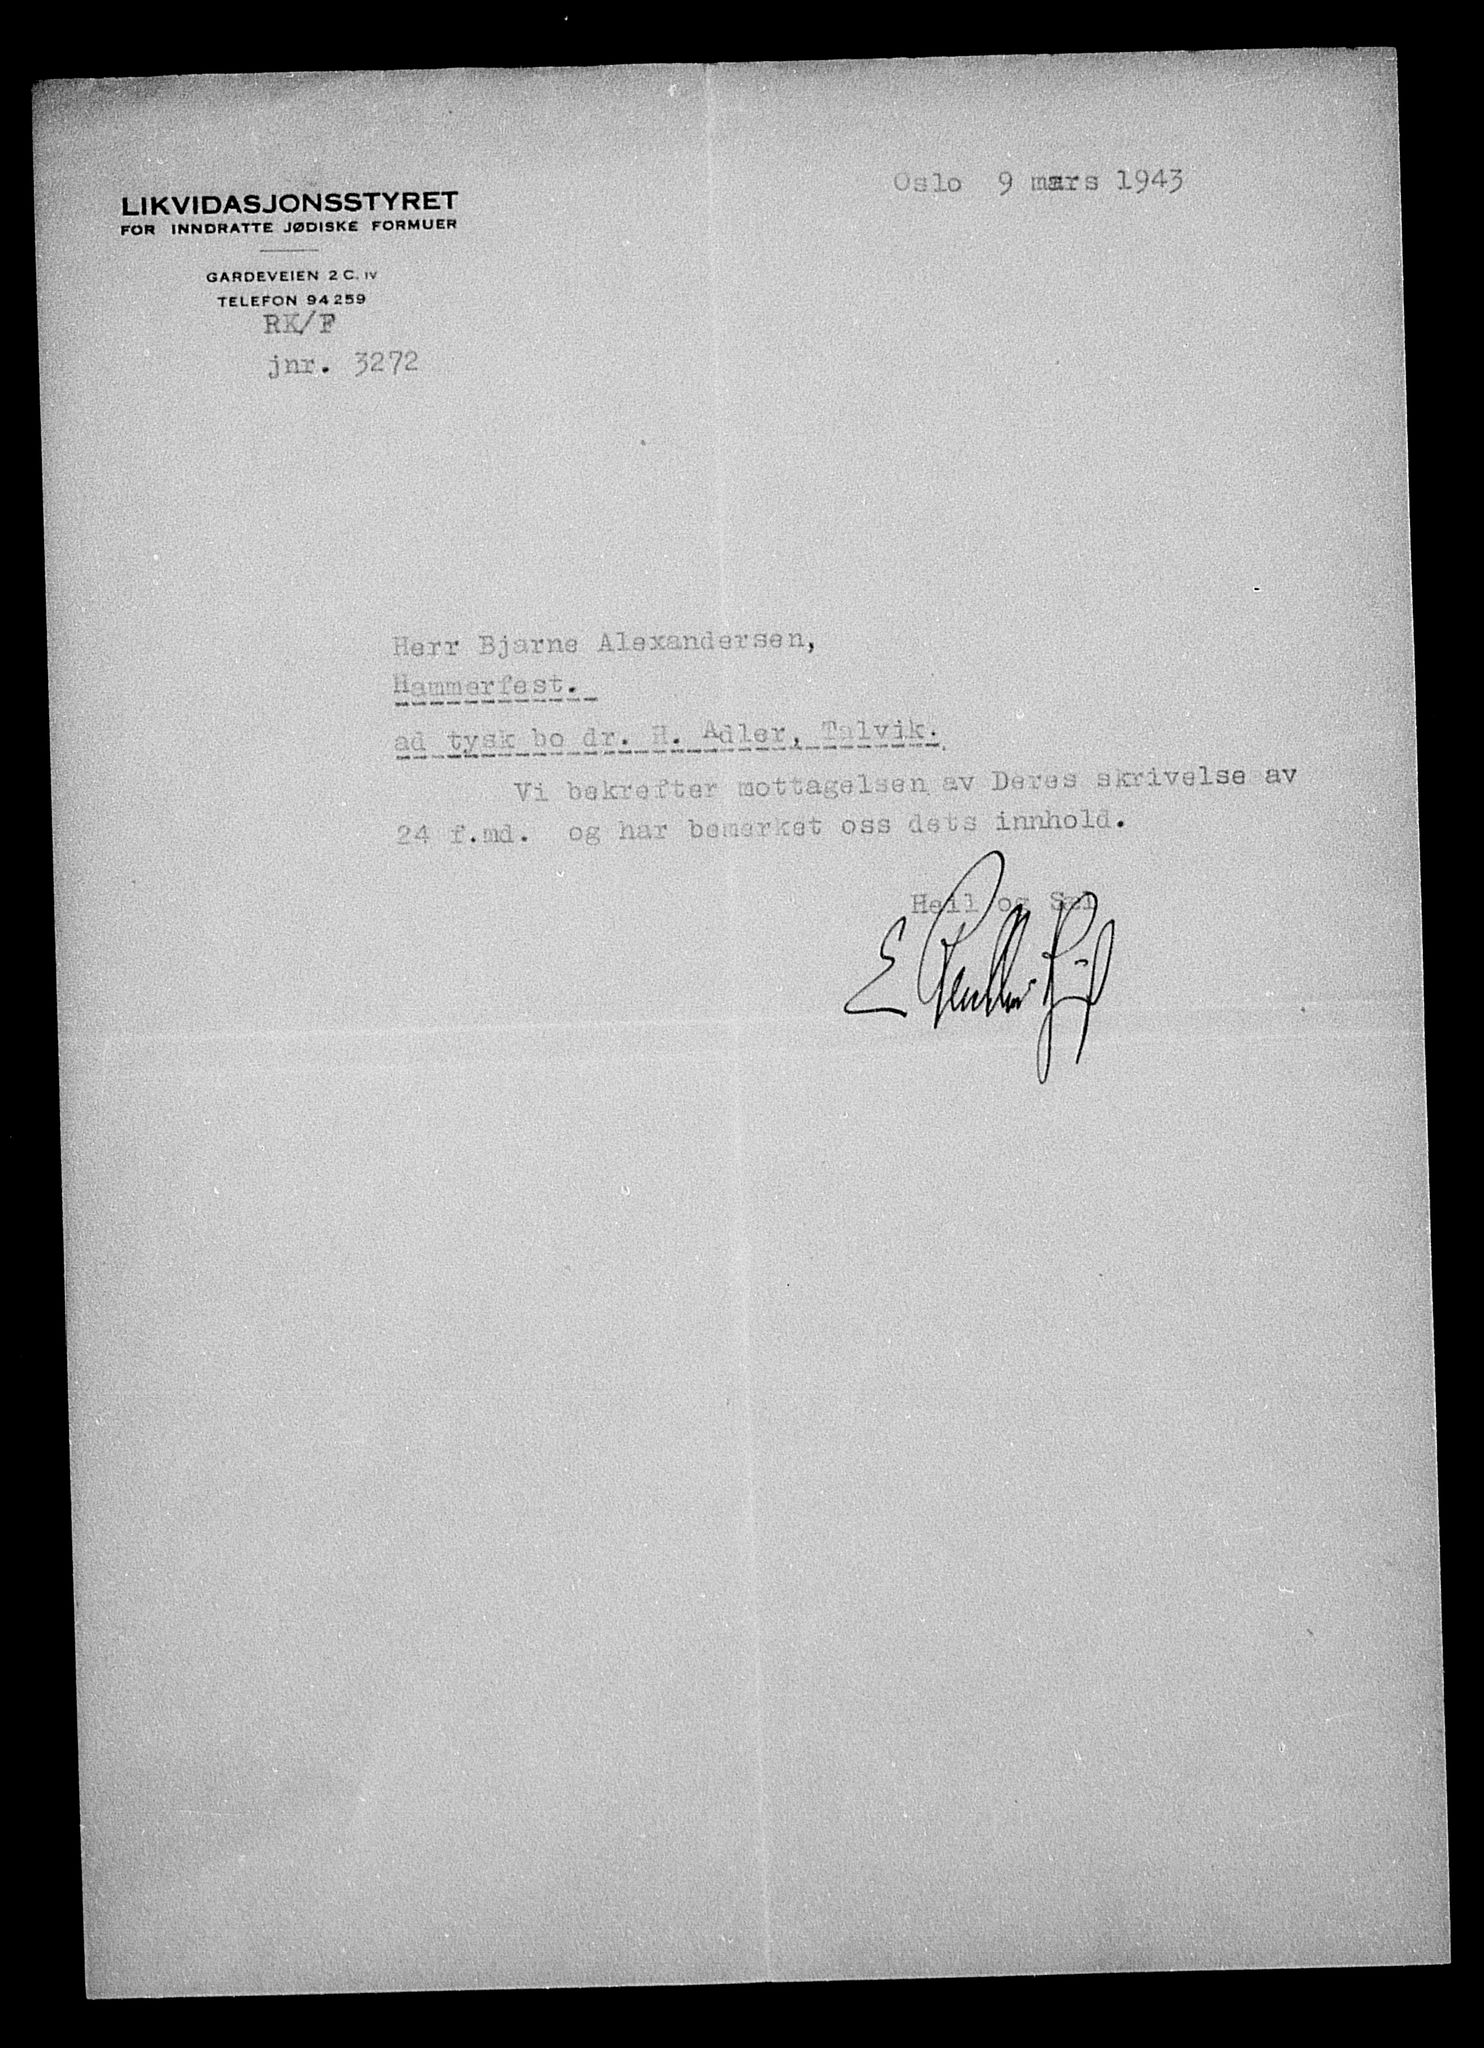 Oslo 9 mars 1943
LIKVIDASJONSSTYRET
FOR INNDRATTE JØDISKE FORMUER
GARDEVEIEN 2 C. IV
TELEFON 94259
RK/F
jnr. 3272
Herr Bjarne Alexandersen,
Hammerfest.
ad tysk bo dr. H. Adler, Talvik.
Vi bekrefter mottagelsen av Deres skrivelse av
24 f.md. og har bemerket oss dets innhold.
Heil og Sæl
E